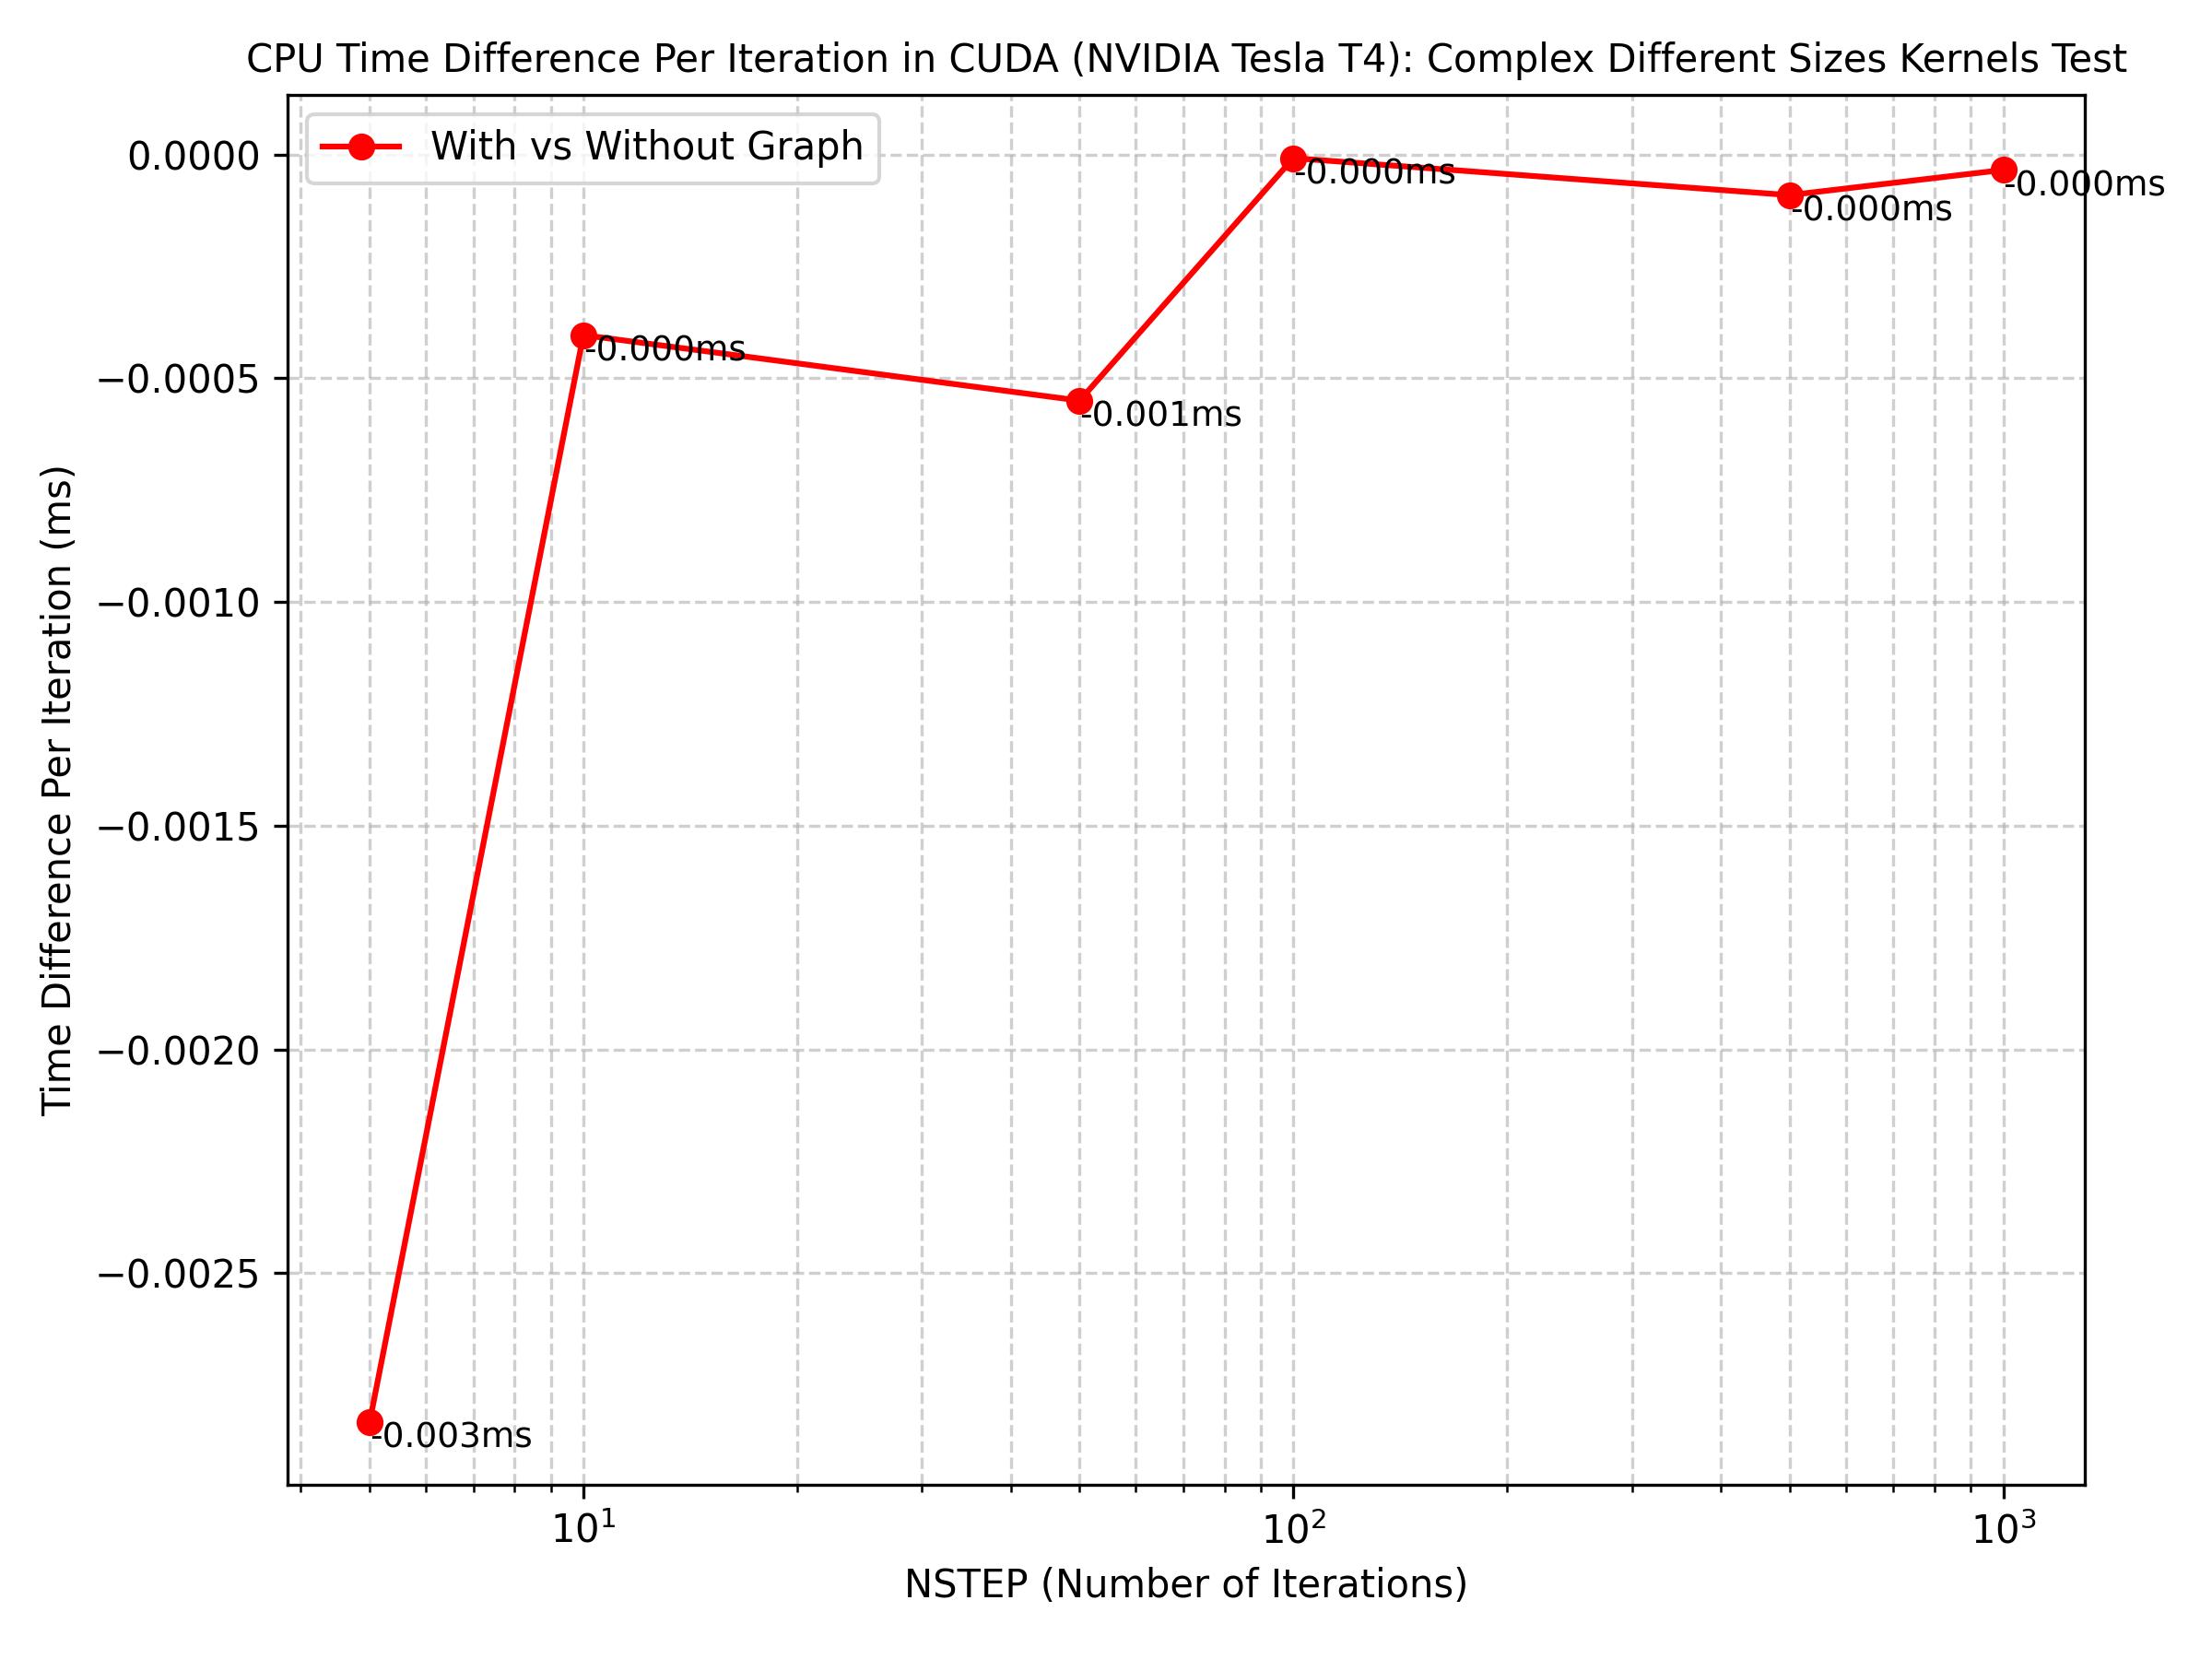 CPU Time Difference Per Iteration in CUDA (NVIDIA Tesla T4): Complex Different Sizes Kernels Test
With vs Without Graph
Time Difference Per Iteration (ms)
0.0000
−0.0005
−0.0010
−0.0015
−0.0020
−0.0025
-0.003ms
-0.000ms
-0.001ms
-0.000ms
-0.000ms
-0.000ms
10¹
10²
10³
NSTEP (Number of Iterations)